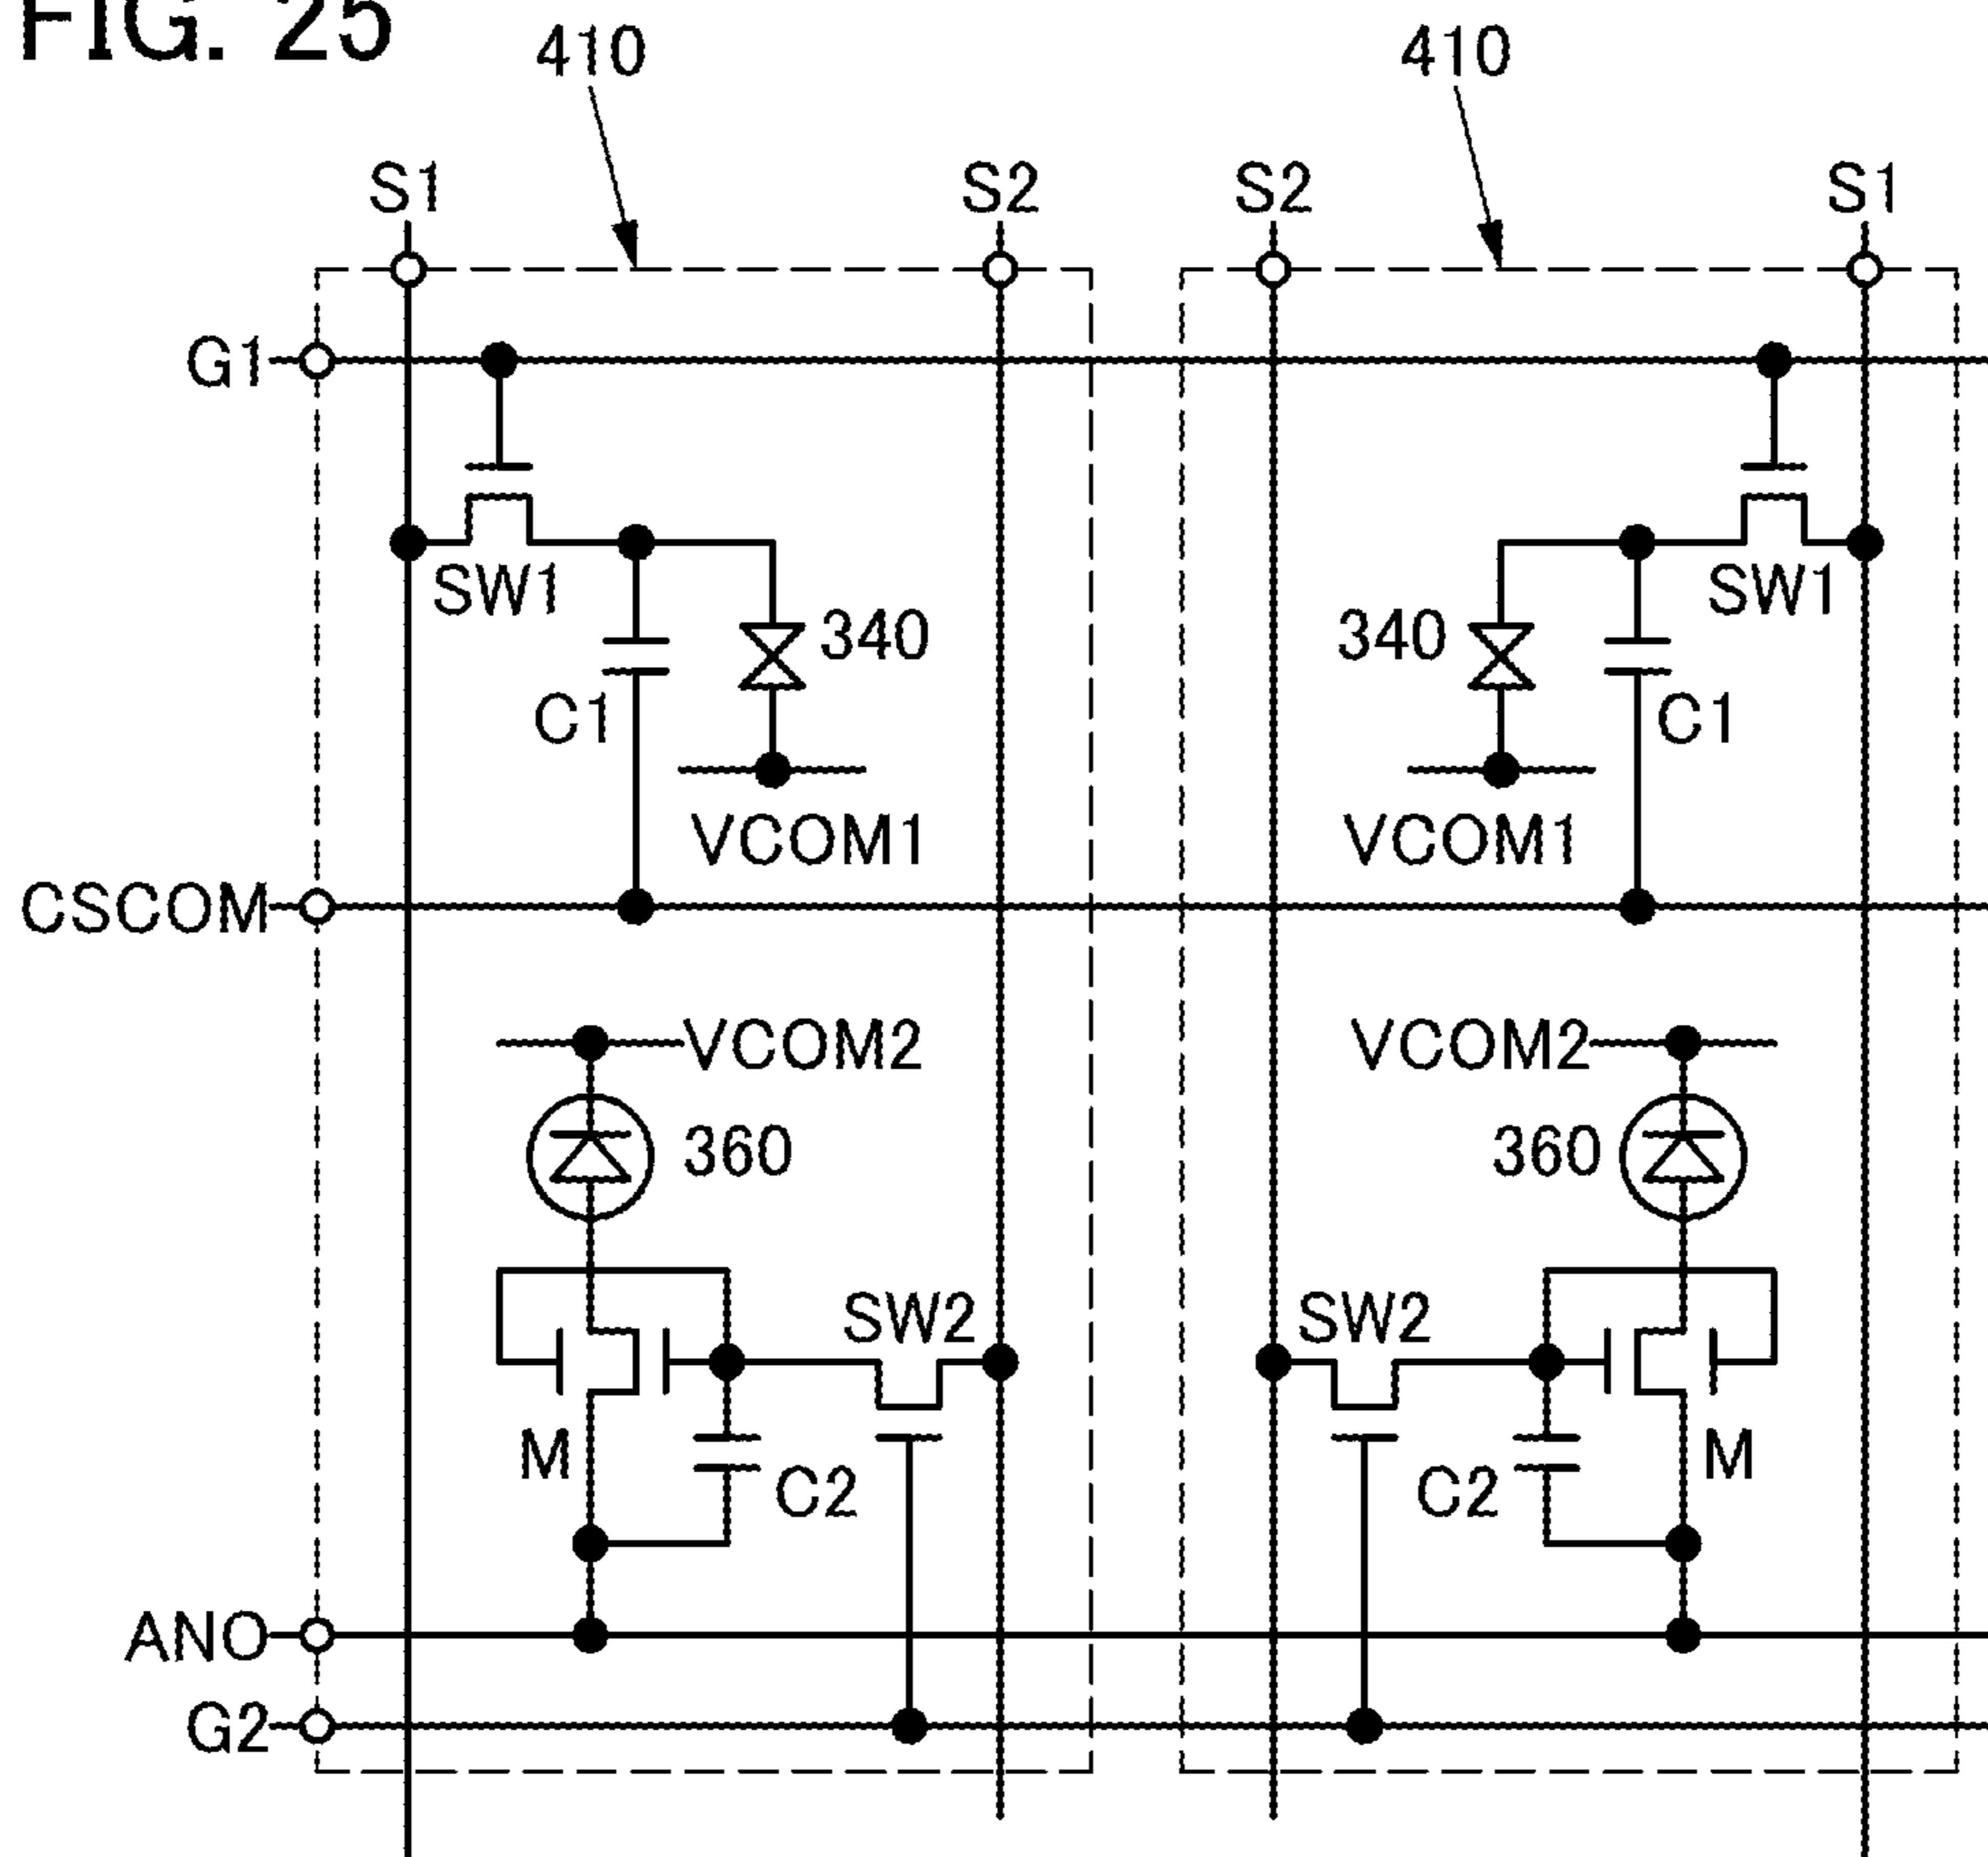 FIG. 25
410 410
S1 S2 S2 S1
G1
SW1 SW1
340 340
C1 C1
VCOM1 VCOM1
CSCOM
VCOM2 VCOM2
360 360
SW2 SW2
M M
C2 C2
ANO
G2